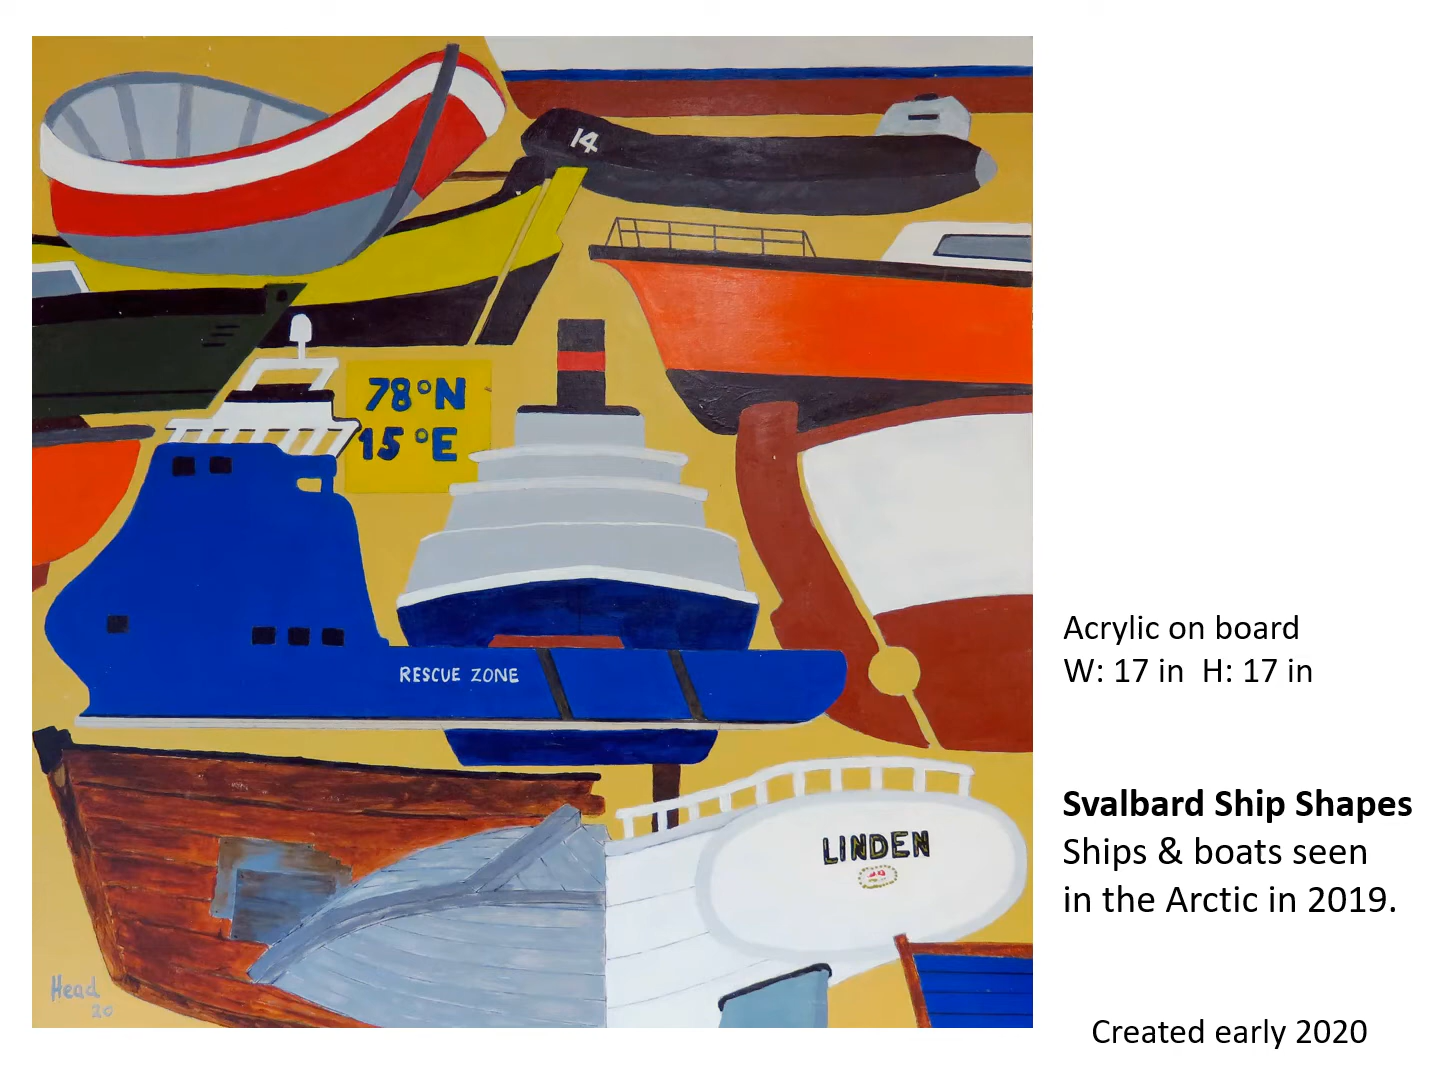 14
78°N
15°E
RESCUE ZONE
LINDEN
Head
20
Acrylic on board
W: 17 in  H: 17 in
Svalbard Ship Shapes
Ships & boats seen
in the Arctic in 2019.
Created early 2020